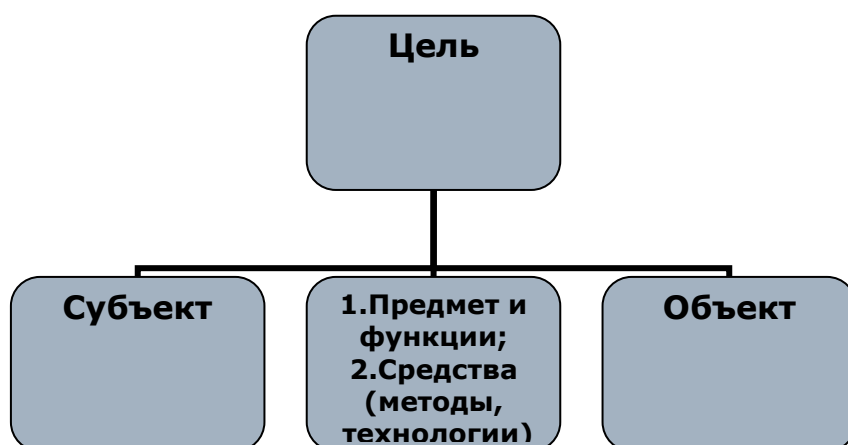 Цель
Субъект
1.Предмет и
функции;
2.Средства
(методы,
технологии)
Объект